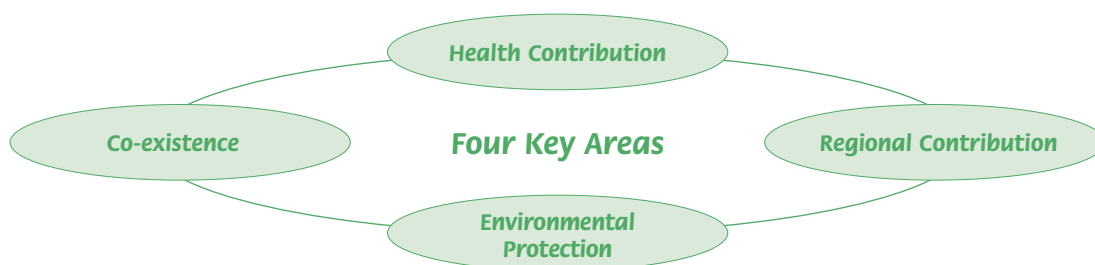 Health Contribution
Co-existence
Four Key Areas
Regional Contribution
Environmental
Protection